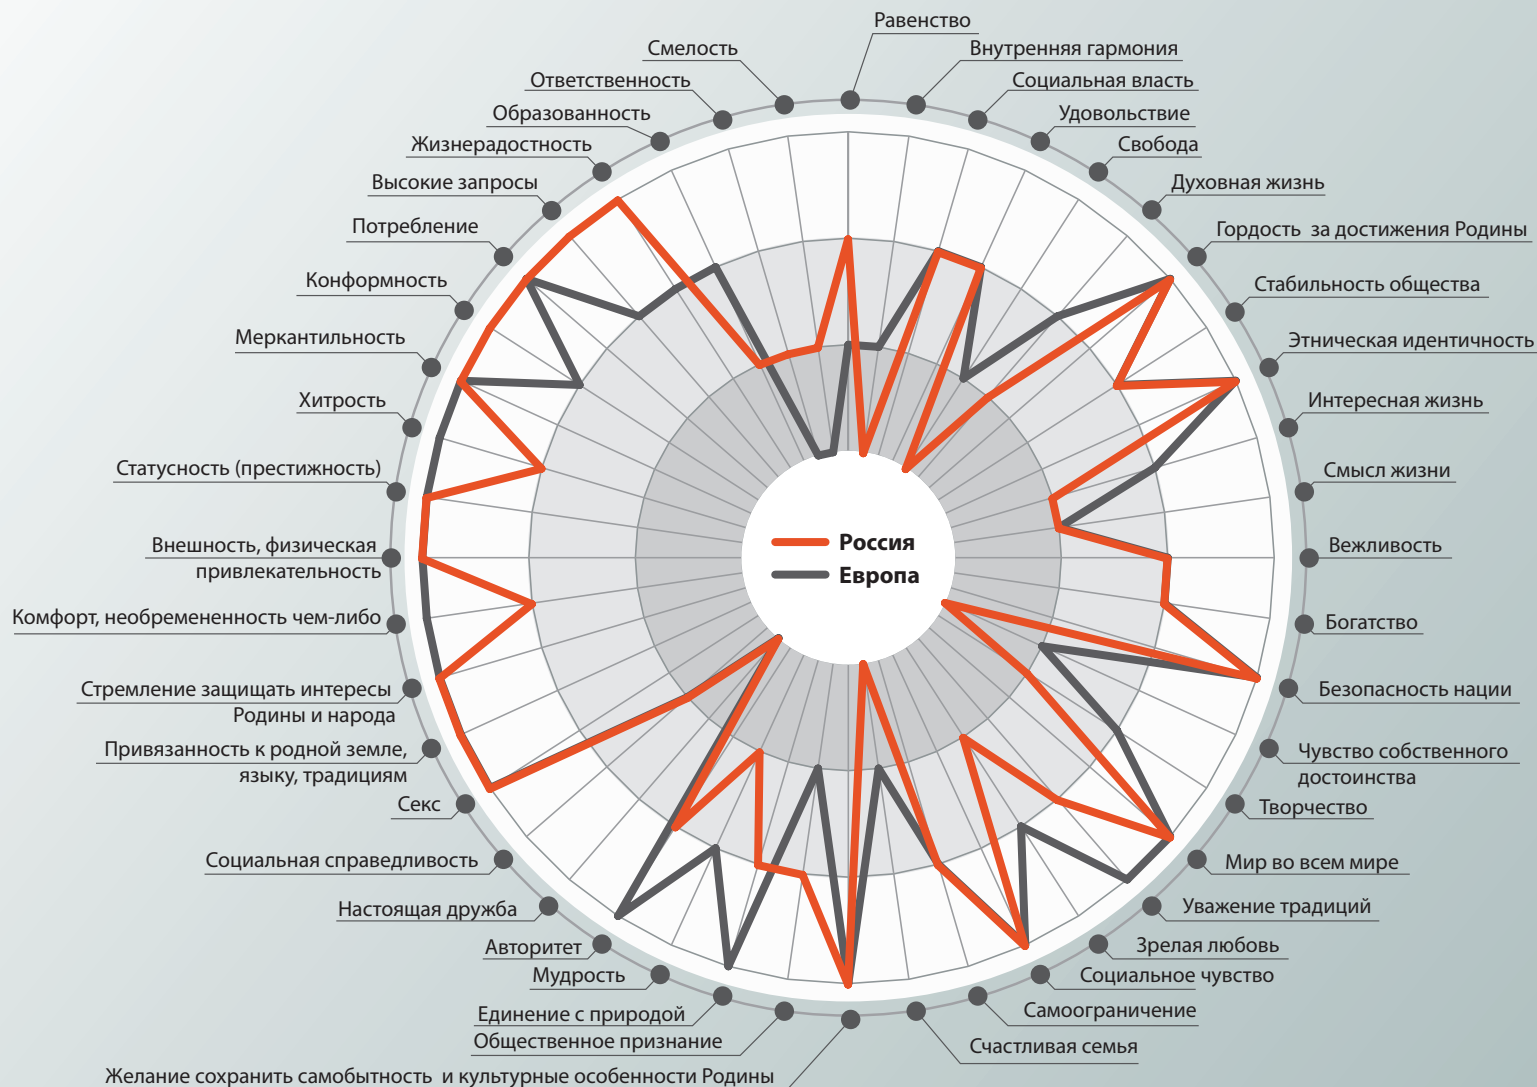 Равенство
Внутренняя гармония
Социальная власть
Удовольствие
Свобода
Духовная жизнь
Гордость за достижения Родины
Стабильность общества
Этническая идентичность
Интересная жизнь
Смысл жизни
Вежливость
Богатство
Безопасность нации
Чувство собственного
достоинства
Творчество
Мир во всем мире
Уважение традиций
Зрелая любовь
Социальное чувство
Самоограничение
Счастливая семья
Желание сохранить самобытность и культурные особенности Родины
Общественное признание
Единение с природой
Мудрость
Авторитет
Настоящая дружба
Социальная справедливость
Секс
Привязанность к родной земле,
языку, традициям
Стремление защищать интересы
Родины и народа
Комфорт, необремененность чем-либо
Внешность, физическая
привлекательность
Статусность (престижность)
Хитрость
Меркантильность
Конформность
Потребление
Высокие запросы
Жизнерадостность
Образованность
Ответственность
Смелость
Россия
Европа